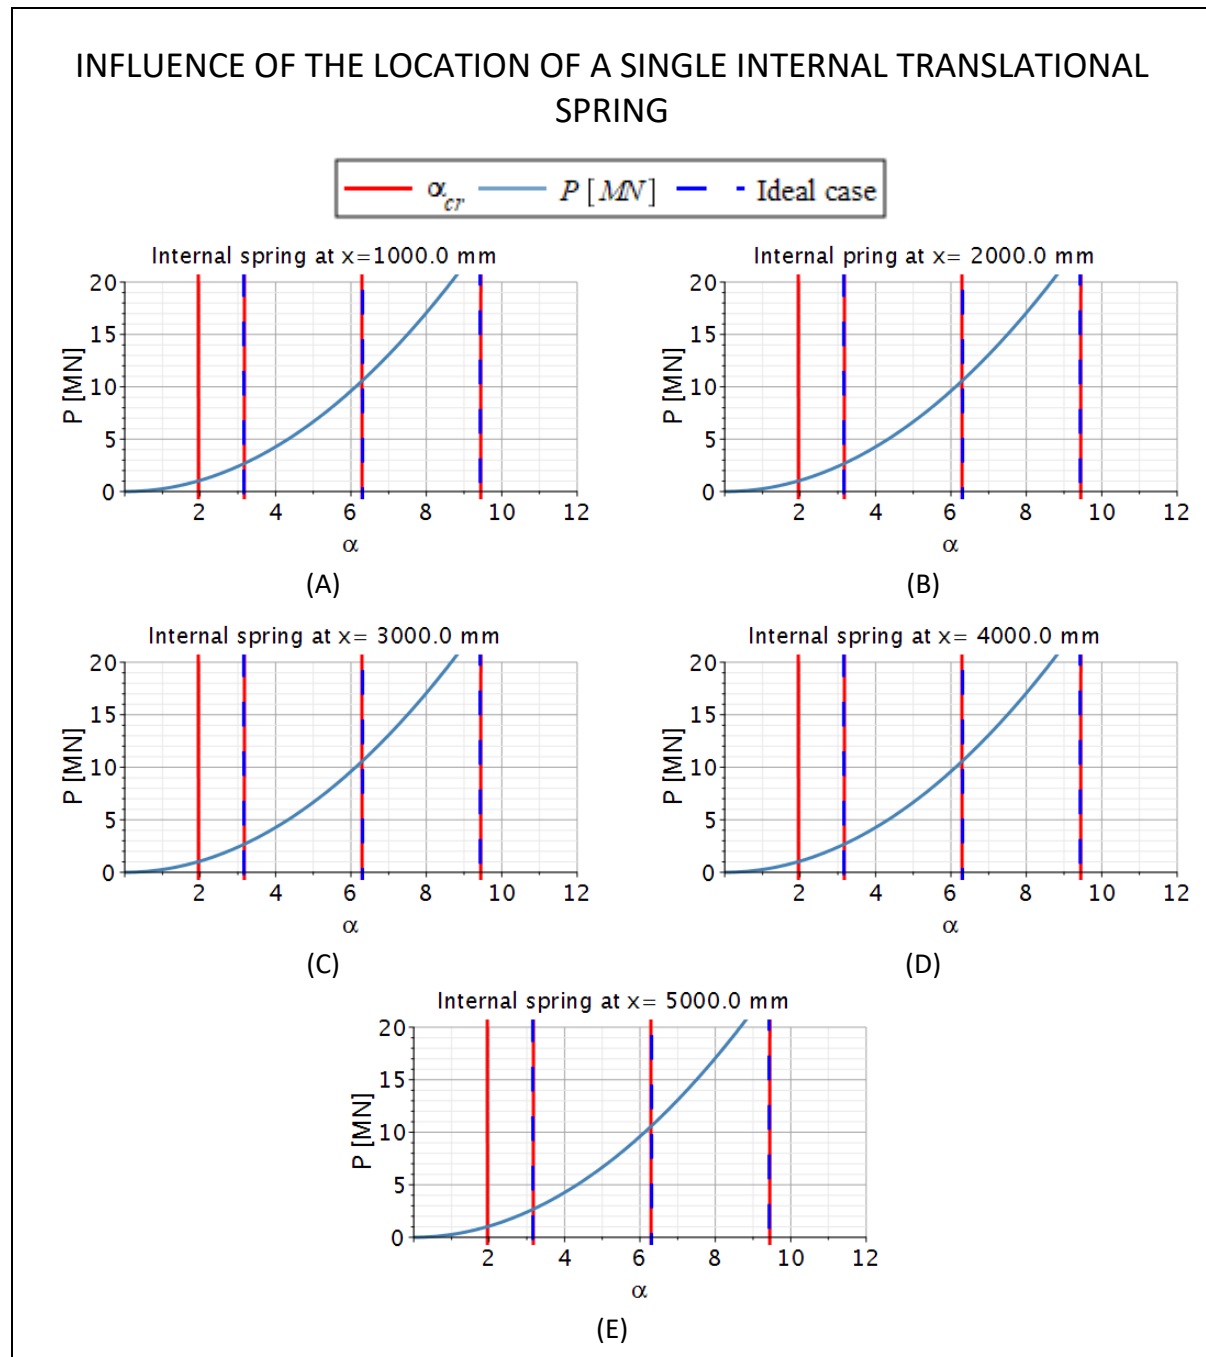 INFLUENCE OF THE LOCATION OF A SINGLE INTERNAL TRANSLATIONAL
SPRING
α_cr P [MN] Ideal case
Internal spring at x=1000.0 mm
20
15
10
5
0
P [MN]
2 4 6 8 10 12
α
(A)
Internal pring at x= 2000.0 mm
20
15
10
5
0
P [MN]
2 4 6 8 10 12
α
(B)
Internal spring at x= 3000.0 mm
20
15
10
5
0
P [MN]
2 4 6 8 10 12
α
(C)
Internal spring at x= 4000.0 mm
20
15
10
5
0
P [MN]
2 4 6 8 10 12
α
(D)
Internal spring at x= 5000.0 mm
20
15
10
5
0
P [MN]
2 4 6 8 10 12
α
(E)